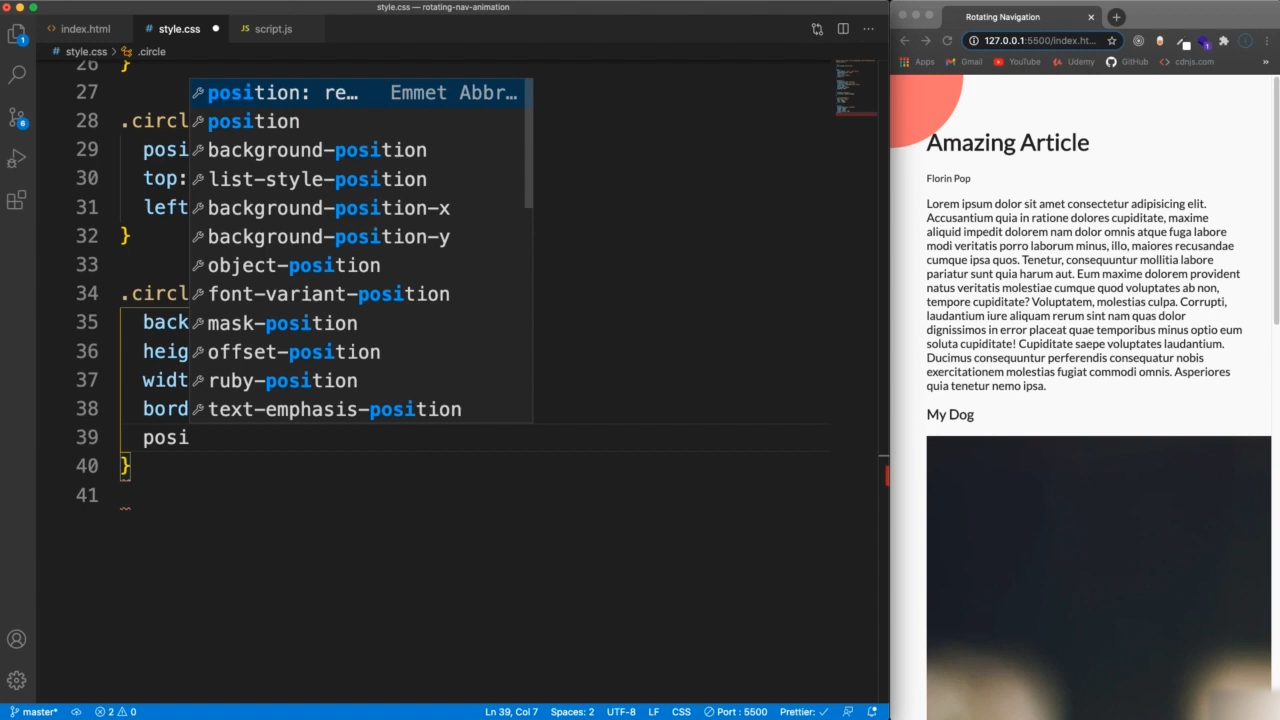 style.css — rotating-nav-animation
index.html
style.css
script.js
style.css > .circle
26 }
27
28 .circl
29 posi
30 top:
31 left
32 }
33
34 .circl
35 back
36 heig
37 widt
38 bord
39 posi
40 }
41
position: re… Emmet Abbr…
position
background-position
list-style-position
background-position-x
background-position-y
object-position
font-variant-position
mask-position
offset-position
ruby-position
text-emphasis-position
1
6
master*
2 0
Ln 39, Col 7
Spaces: 2
UTF-8
LF
CSS
Port : 5500
Prettier: ✓
Rotating Navigation
127.0.0.1:5500/index.ht...
Apps
Gmail
YouTube
Udemy
GitHub
cdnjs.com
»
Amazing Article
Florin Pop
Lorem ipsum dolor sit amet consectetur adipisicing elit.
Accusantium quia in ratione dolores cupiditate, maxime
aliquid impedit dolorem nam dolor omnis atque fuga labore
modi veritatis porro laborum minus, illo, maiores recusandae
cumque ipsa quos. Tenetur, consequuntur mollitia labore
pariatur sunt quia harum aut. Eum maxime dolorem provident
natus veritatis molestiae cumque quod voluptates ab non,
tempore cupiditate? Voluptatem, molestias culpa. Corrupti,
laudantium iure aliquam rerum sint nam quas dolor
dignissimos in error placeat quae temporibus minus optio eum
soluta cupiditate! Cupiditate saepe voluptates laudantium.
Ducimus consequuntur perferendis consequatur nobis
exercitationem molestias fugiat commodi omnis. Asperiores
quia tenetur nemo ipsa.
My Dog